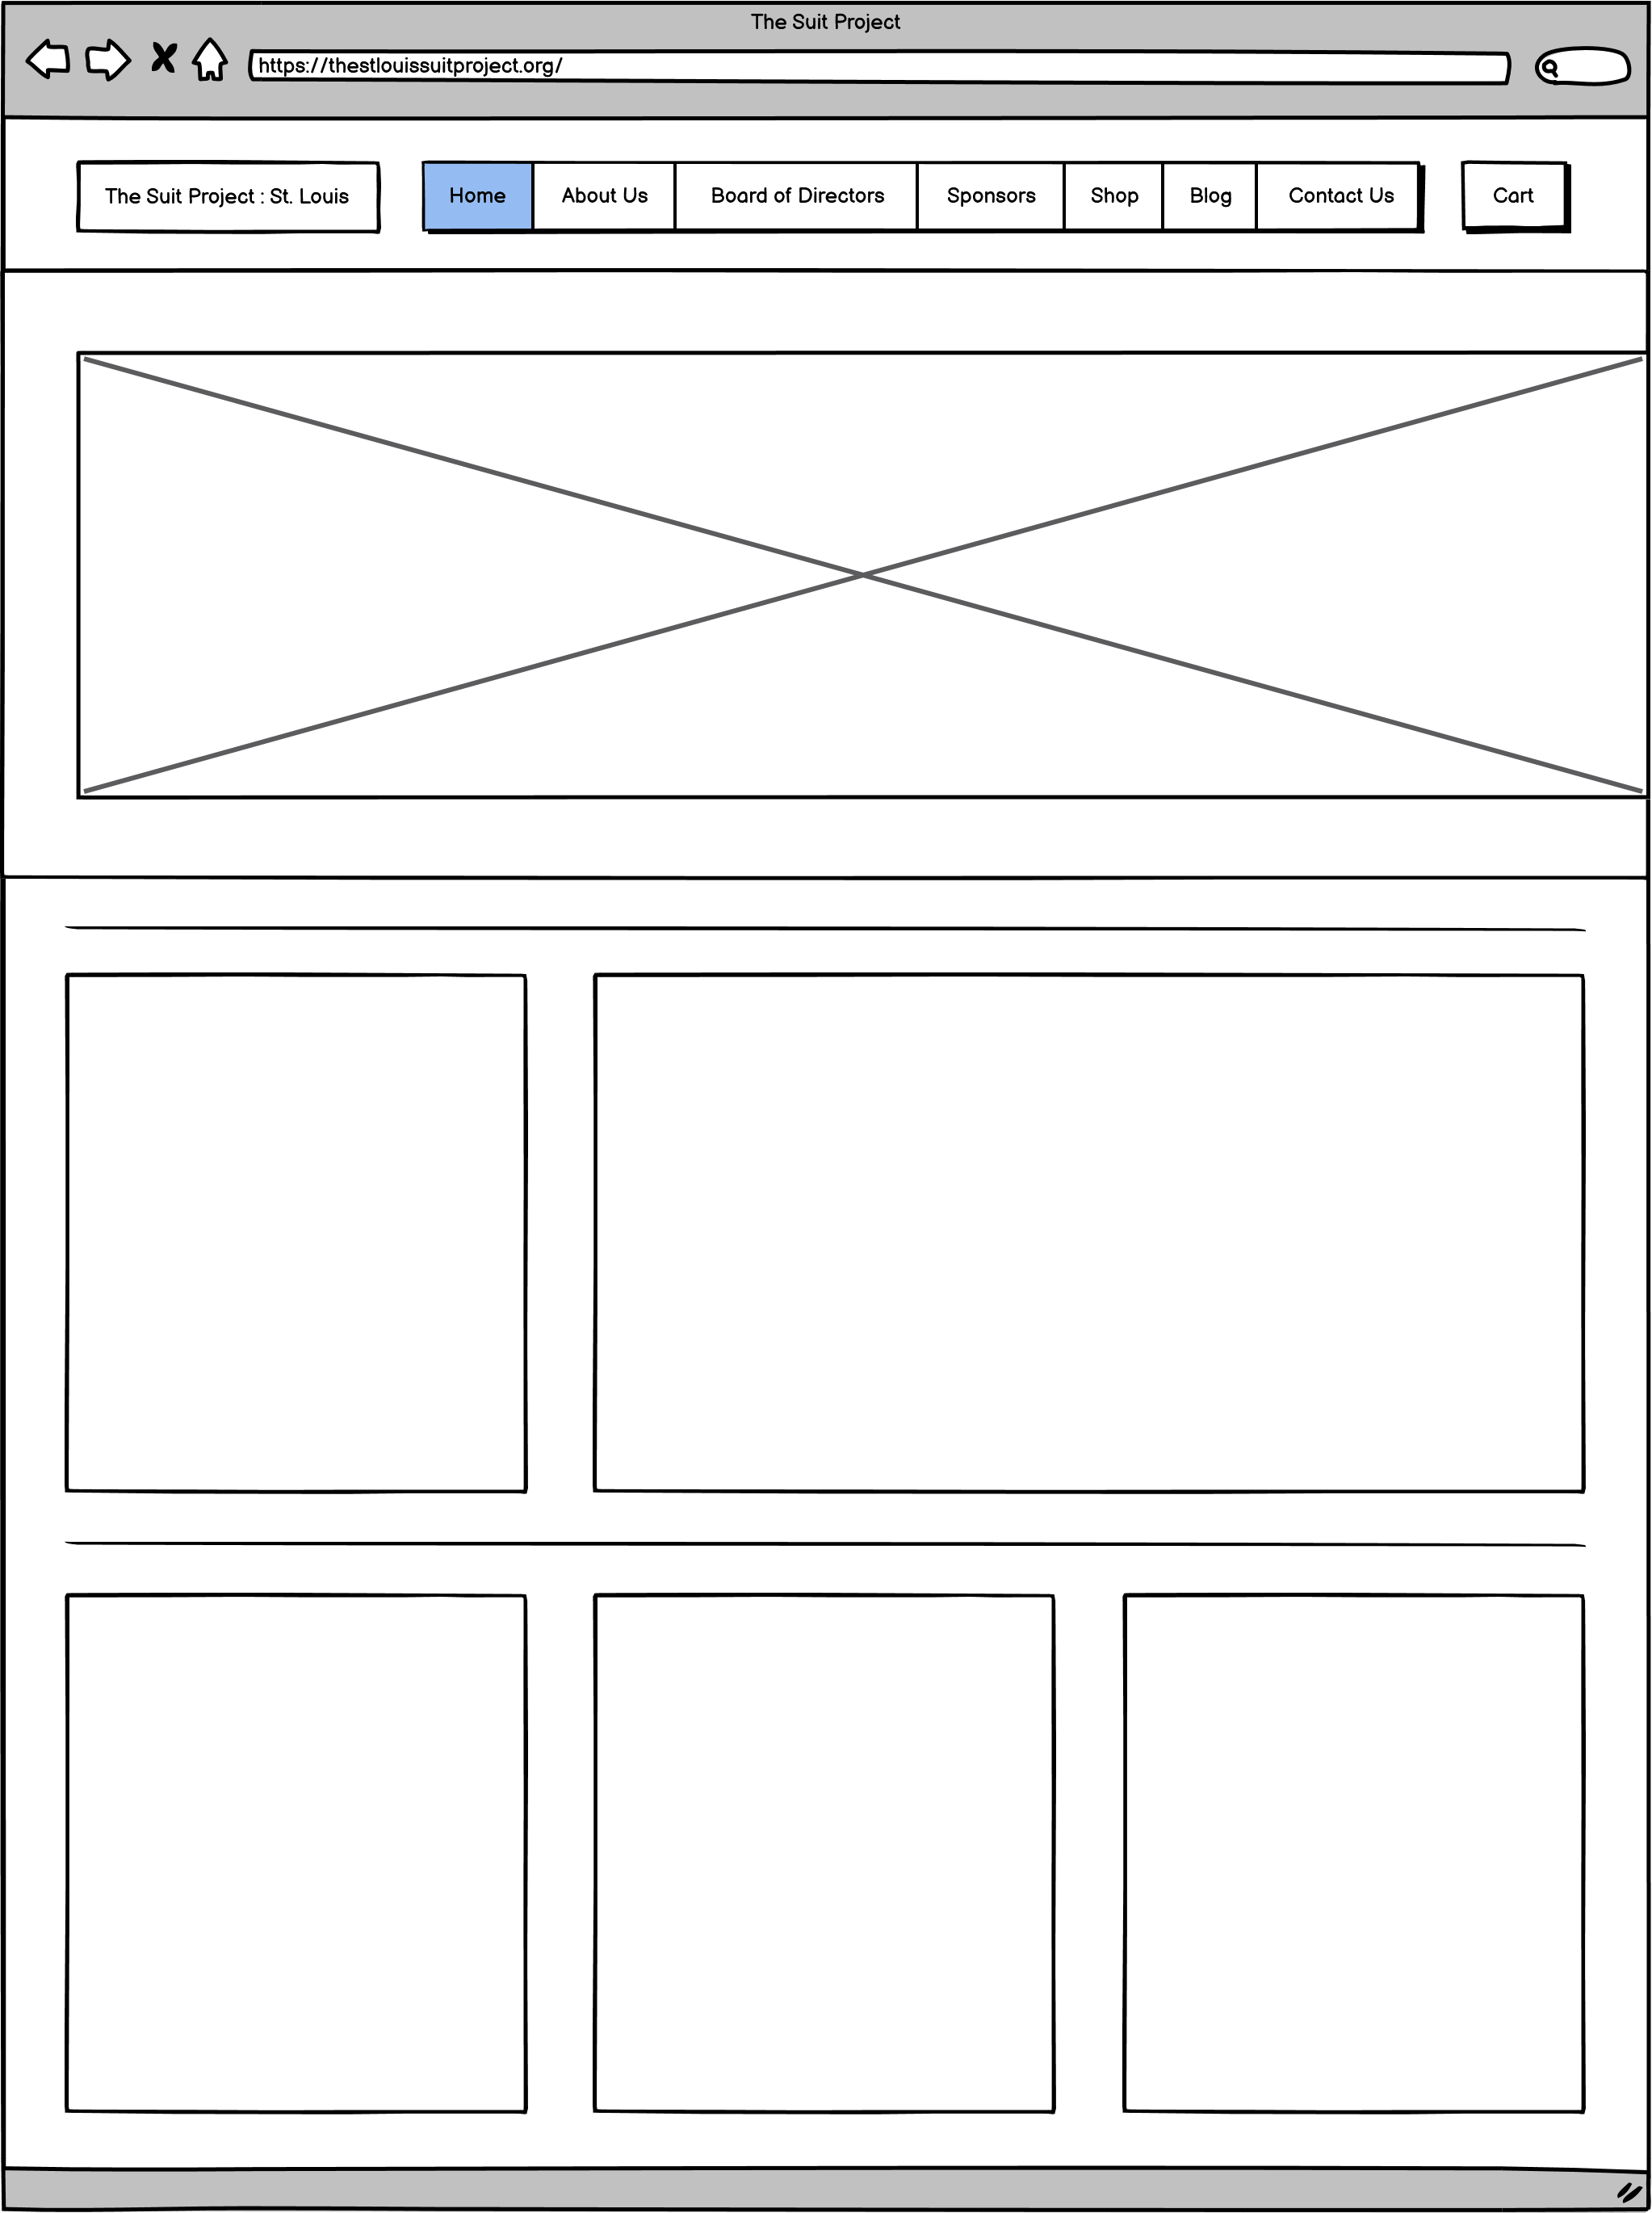 The Suit Project
https://thestlouissuitproject.org/
The Suit Project : St. Louis
Home
About Us
Board of Directors
Sponsors
Shop
Blog
Contact Us
Cart